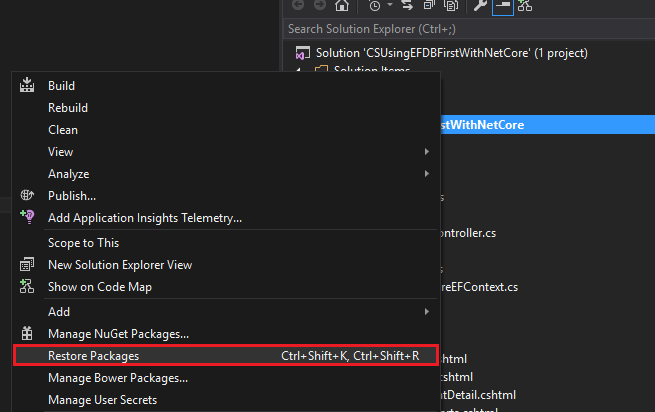 Search Solution Explorer (Ctrl+;)
Solution 'CSUsingEFDBFirstWithNetCore' (1 project)
Solution Items
Build
Rebuild
stWithNetCore
Clean
View
Analyze
Publish...
Add Application Insights Telemetry...
Scope to This
ontroller.cs
New Solution Explorer View
Show on Code Map
reEFContext.cs
Add
Manage NuGet Packages...
Restore Packages Ctrl+Shift+K, Ctrl+Shift+R
shtml
Manage Bower Packages...
shtml
ntDetail.cshtml
Manage User Secrets